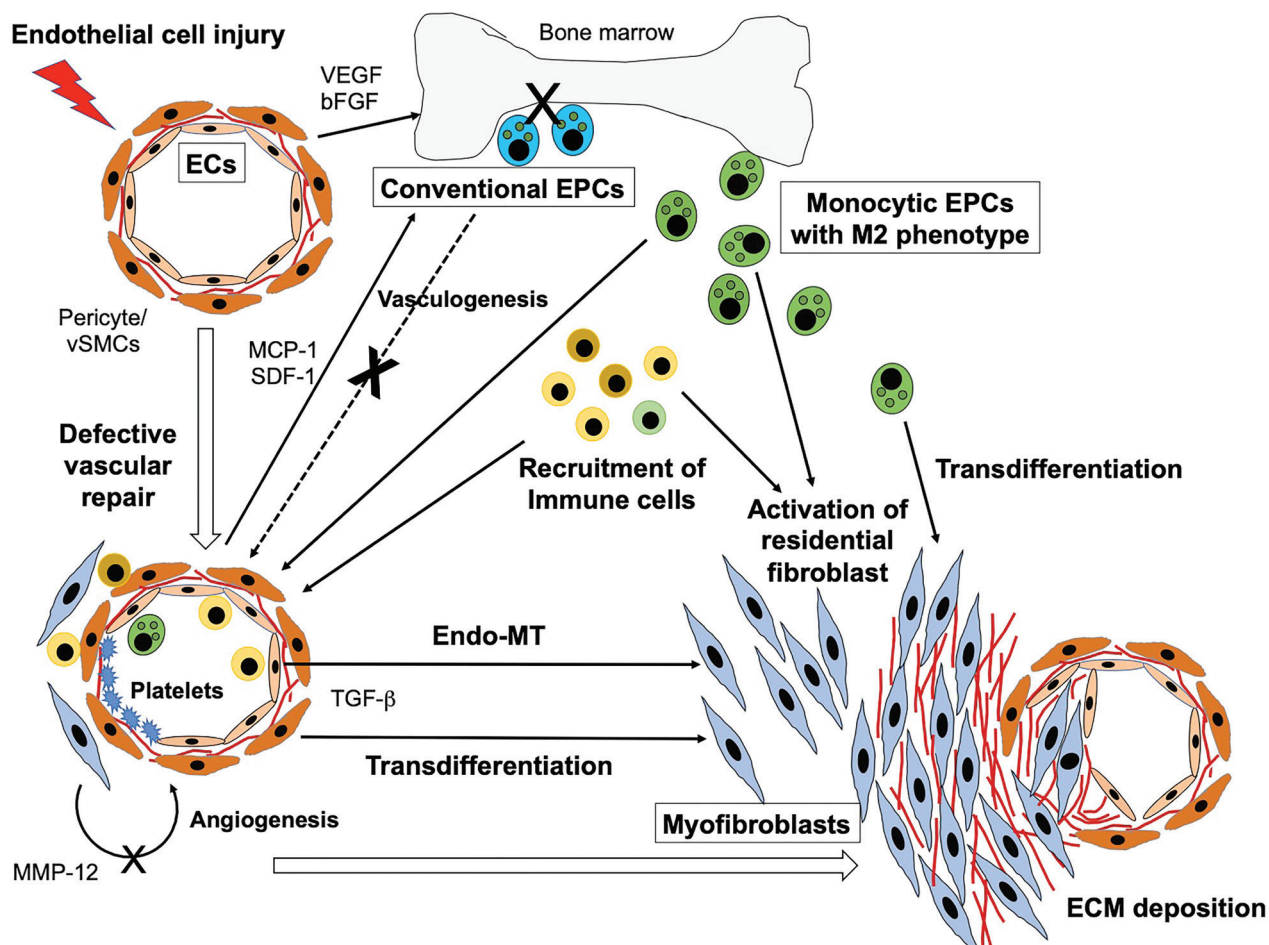 Endothelial cell injury
Bone marrow
VEGF
bFGF
ECs
Conventional EPCs
Monocytic EPCs
with M2 phenotype
Pericyte/
vSMCs
Vasculogenesis
MCP-1
SDF-1
Defective
vascular
repair
Recruitment of
Immune cells
Transdifferentiation
Activation of
residential
fibroblast
Endo-MT
Platelets
TGF-β
Transdifferentiation
Angiogenesis
Myofibroblasts
MMP-12
ECM deposition